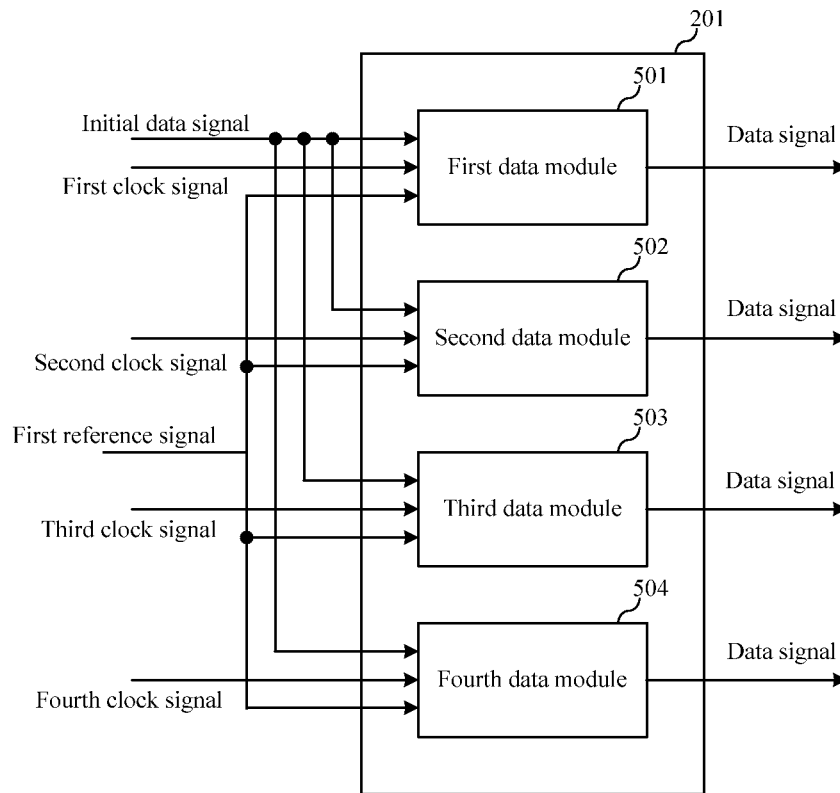 201
501
Initial data signal
First data module
Data signal
First clock signal
502
Second data module
Data signal
Second clock signal
First reference signal
503
Third data module
Data signal
Third clock signal
504
Fourth data module
Data signal
Fourth clock signal